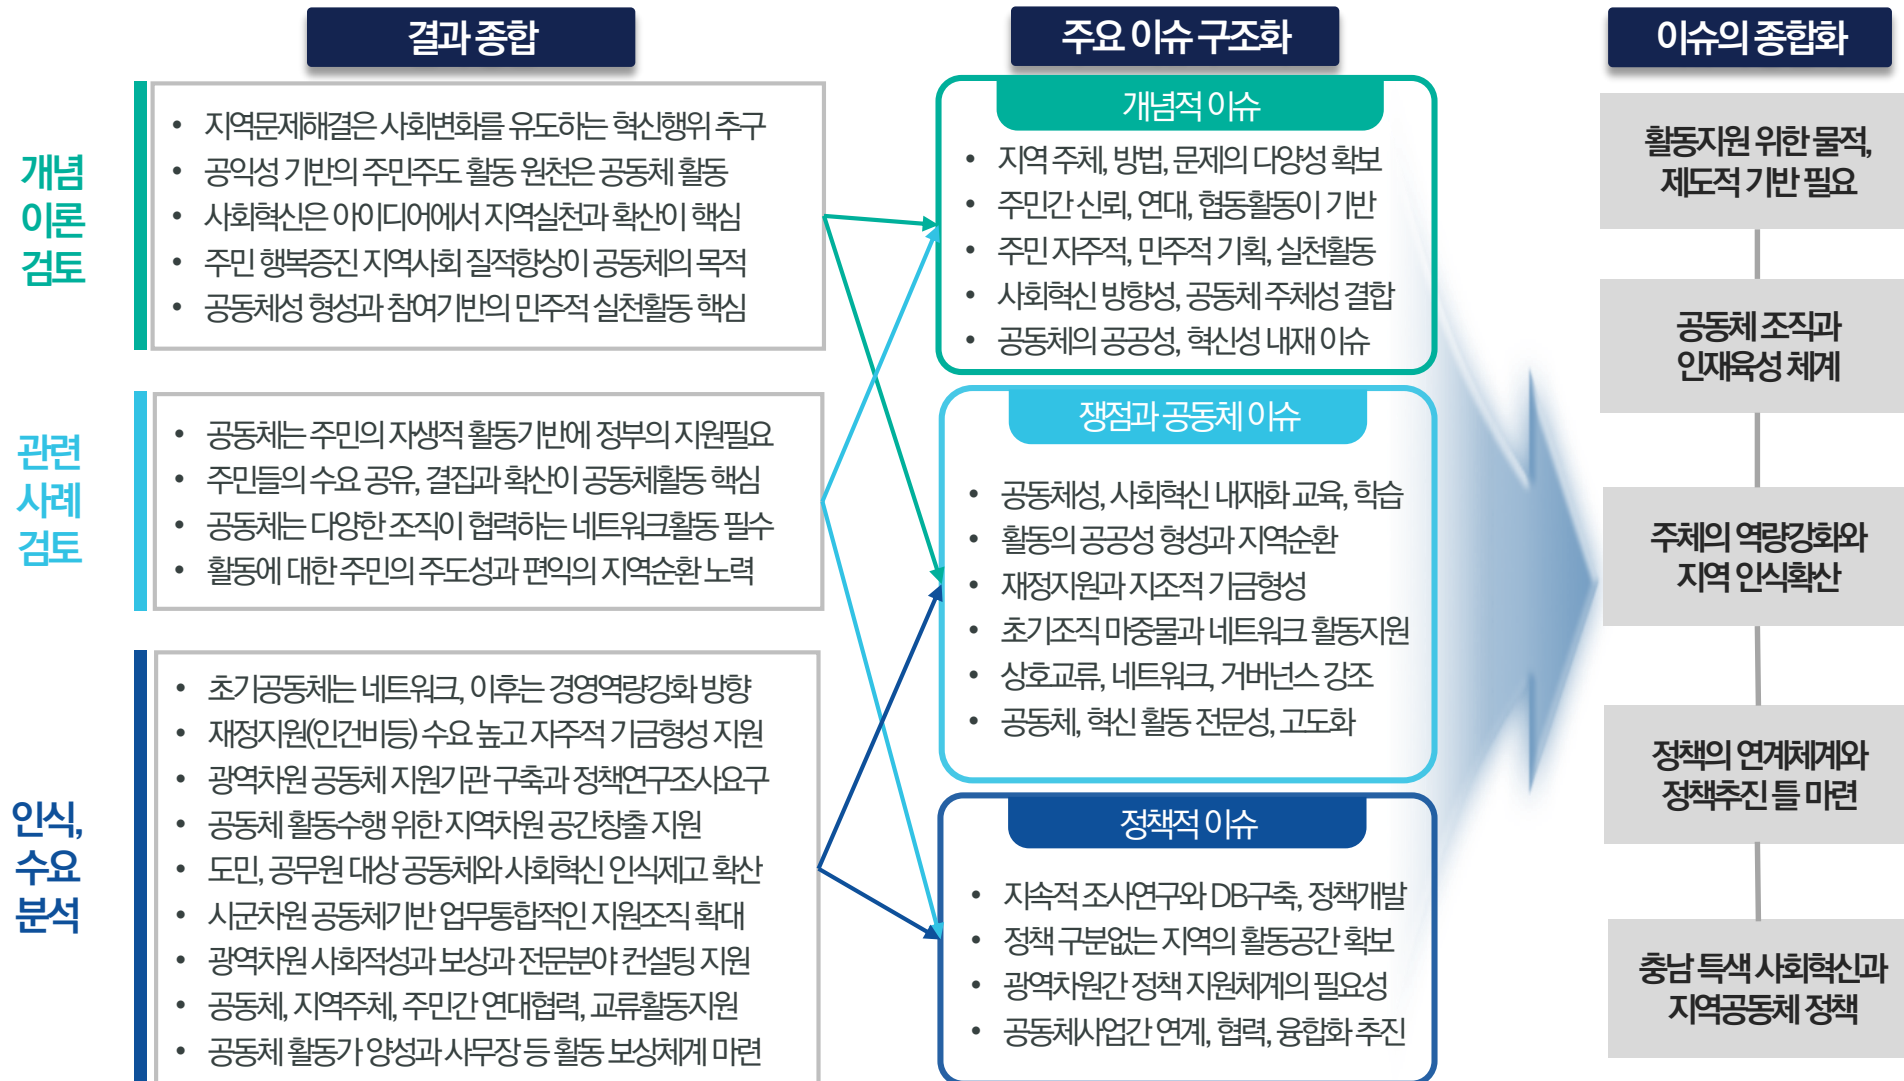 결과 종합
주요 이슈 구조화
이슈의 종합화
개념
이론
검토
• 지역문제해결은 사회변화를 유도하는 혁신행위 추구
• 공익성 기반의 주민주도 활동 원천은 공동체 활동
• 사회혁신은 아이디어에서 지역실천과 확산이 핵심
• 주민 행복증진 지역사회 질적향상이 공동체의 목적
• 공동체성 형성과 참여기반의 민주적 실천활동 핵심
관련
사례
검토
• 공동체는 주민의 자생적 활동기반에 정부의 지원필요
• 주민들의 수요 공유, 결집과 확산이 공동체활동 핵심
• 공동체는 다양한 조직이 협력하는 네트워크활동 필수
• 활동에 대한 주민의 주도성과 편익의 지역순환 노력
인식,
수요
분석
• 초기공동체는 네트워크, 이후는 경영역량강화 방향
• 재정지원(인건비등) 수요 높고 자주적 기금형성 지원
• 광역차원 공동체 지원기관 구축과 정책연구조사요구
• 공동체 활동수행 위한 지역차원 공간창출 지원
• 도민, 공무원 대상 공동체와 사회혁신 인식제고 확산
• 시군차원 공동체기반 업무통합적인 지원조직 확대
• 광역차원 사회적성과 보상과 전문분야 컨설팅 지원
• 공동체, 지역주체, 주민간 연대협력, 교류활동지원
• 공동체 활동가 양성과 사무장 등 활동 보상체계 마련
개념적 이슈
• 지역 주체, 방법, 문제의 다양성 확보
• 주민간 신뢰, 연대, 협동활동이 기반
• 주민 자주적, 민주적 기획, 실천활동
• 사회혁신 방향성, 공동체 주체성 결합
• 공동체의 공공성, 혁신성 내재 이슈
쟁점과 공동체 이슈
• 공동체성, 사회혁신 내재화 교육, 학습
• 활동의 공공성 형성과 지역순환
• 재정지원과 지조적 기금형성
• 초기조직 마중물과 네트워크 활동지원
• 상호교류, 네트워크, 거버넌스 강조
• 공동체, 혁신 활동 전문성, 고도화
정책적 이슈
• 지속적 조사연구와 DB구축, 정책개발
• 정책 구분없는 지역의 활동공간 확보
• 광역차원간 정책 지원체계의 필요성
• 공동체사업간 연계, 협력, 융합화 추진
활동지원 위한 물적,
제도적 기반 필요
공동체 조직과
인재육성 체계
주체의 역량강화와
지역 인식확산
정책의 연계체계와
정책추진 틀 마련
충남 특색 사회혁신과
지역공동체 정책